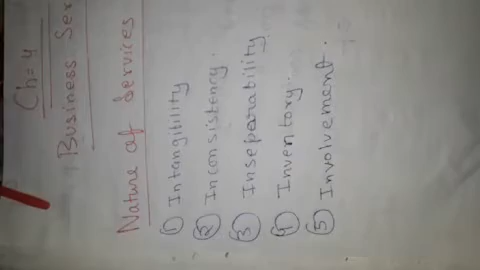 Ch=4
Business Ser
Nature of Services
① Intangibility
② Inconsistency.
③ Inseparability
④ Inventory.
⑤ Involvement.